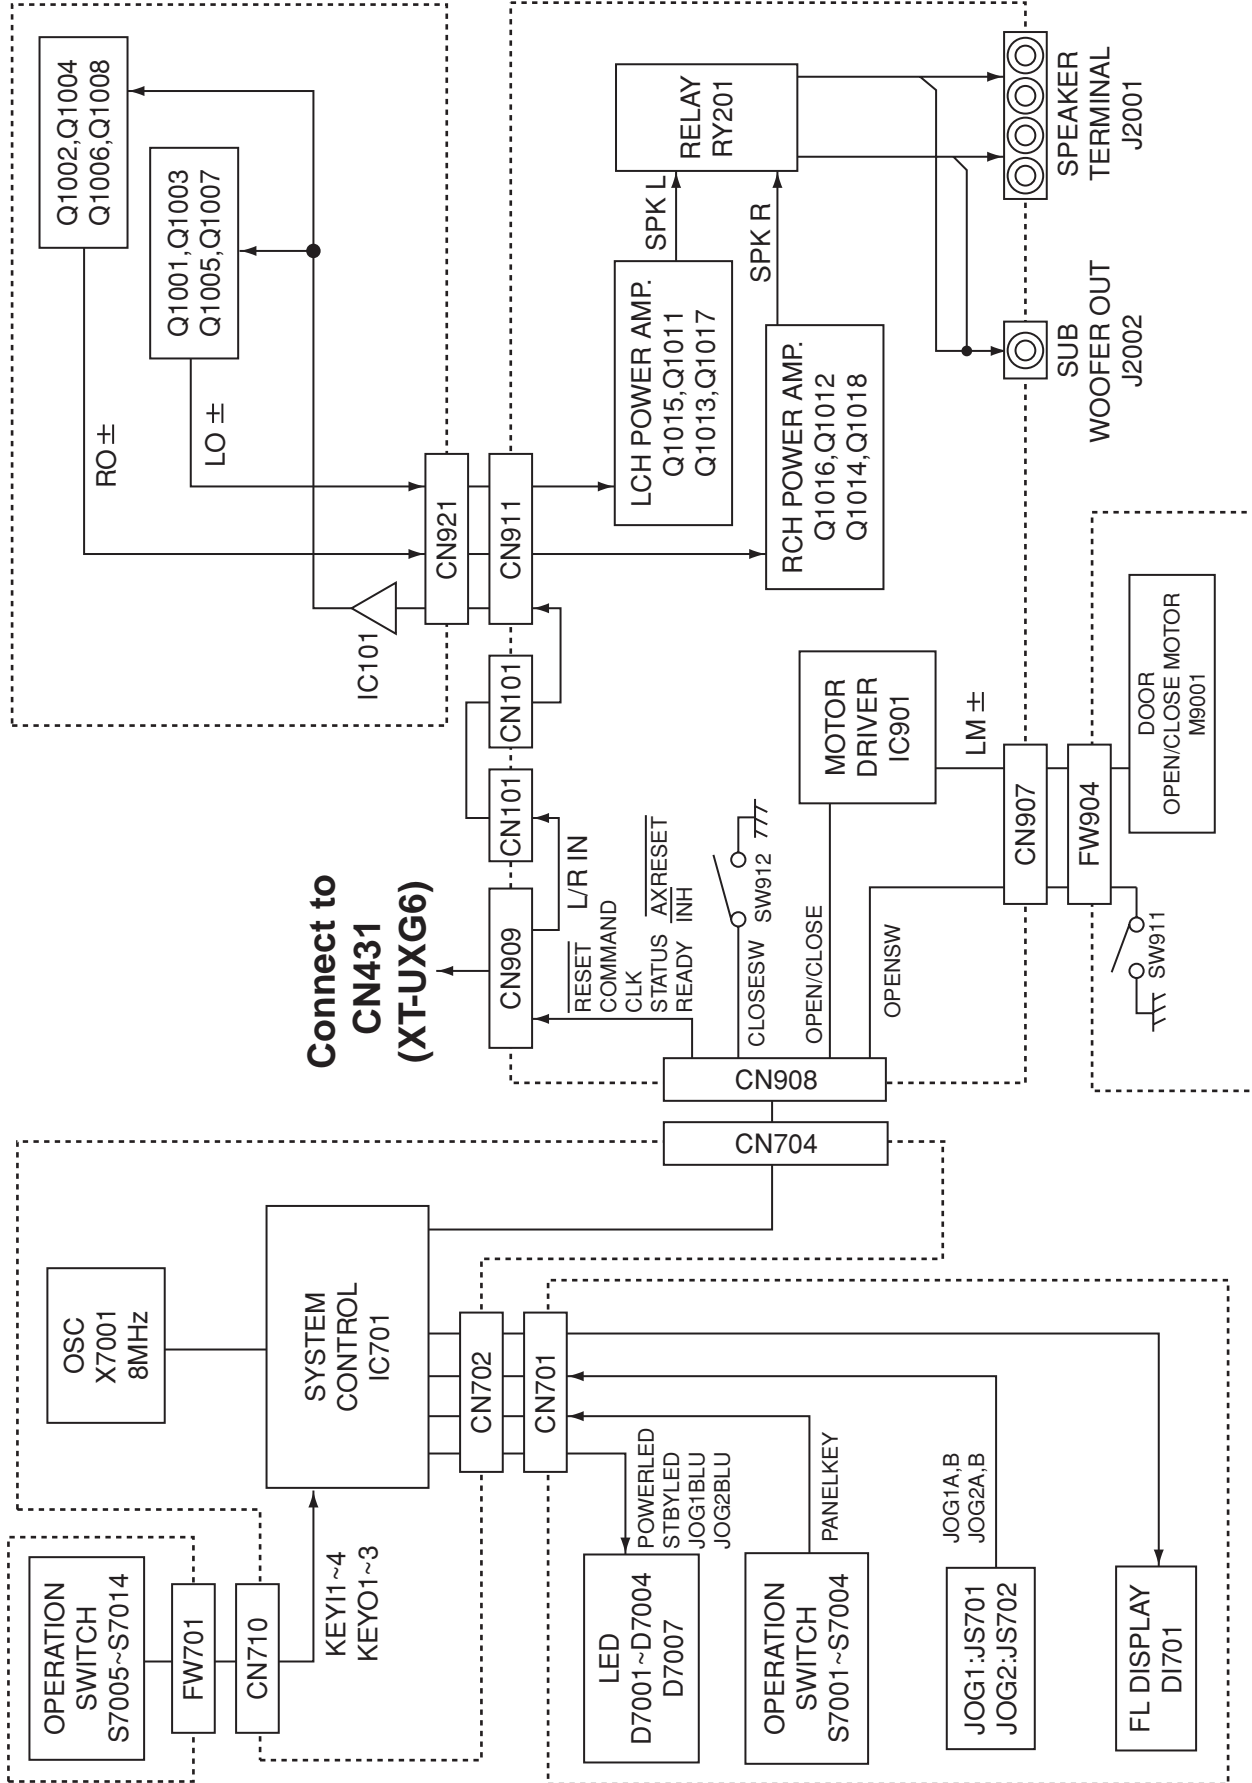 OPERATION
SWITCH
S7005~S7014
FW701
CN710
KEYI1~4
KEYO1~3
OSC
X7001
8MHz
SYSTEM
CONTROL
IC701
CN702
CN701
POWERLED
STBYLED
JOG1BLU
JOG2BLU
LED
D7001~D7004
D7007
PANELKEY
OPERATION
SWITCH
S7001~S7004
JOG1A,B
JOG2A,B
JOG1:JS701
JOG2:JS702
FL DISPLAY
DI701
CN704
CN908
Connect to
CN431
(XT-UXG6)
CN909
L/R IN
RESET
COMMAND
CLK
STATUS AXRESET
READY INH
CLOSESW
SW912
OPEN/CLOSE
OPENSW
MOTOR
DRIVER
IC901
LM ±
CN907
FW904
SW911
DOOR
OPEN/CLOSE MOTOR
M9001
CN101
CN101
IC101
CN921
CN911
RO ±
LO ±
Q1002,Q1004
Q1006,Q1008
Q1001,Q1003
Q1005,Q1007
LCH POWER AMP.
Q1015,Q1011
Q1013,Q1017
RCH POWER AMP.
Q1016,Q1012
Q1014,Q1018
SPK L
SPK R
RELAY
RY201
SUB
WOOFER OUT
J2002
SPEAKER
TERMINAL
J2001